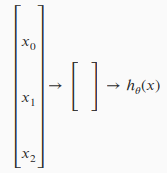 x₀
x₁ → [ ] → hθ(x)
x₂